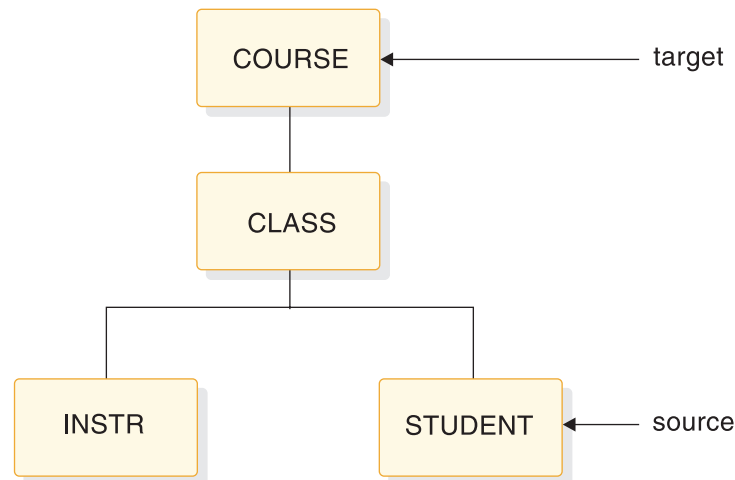 COURSE
target
CLASS
INSTR
STUDENT
source